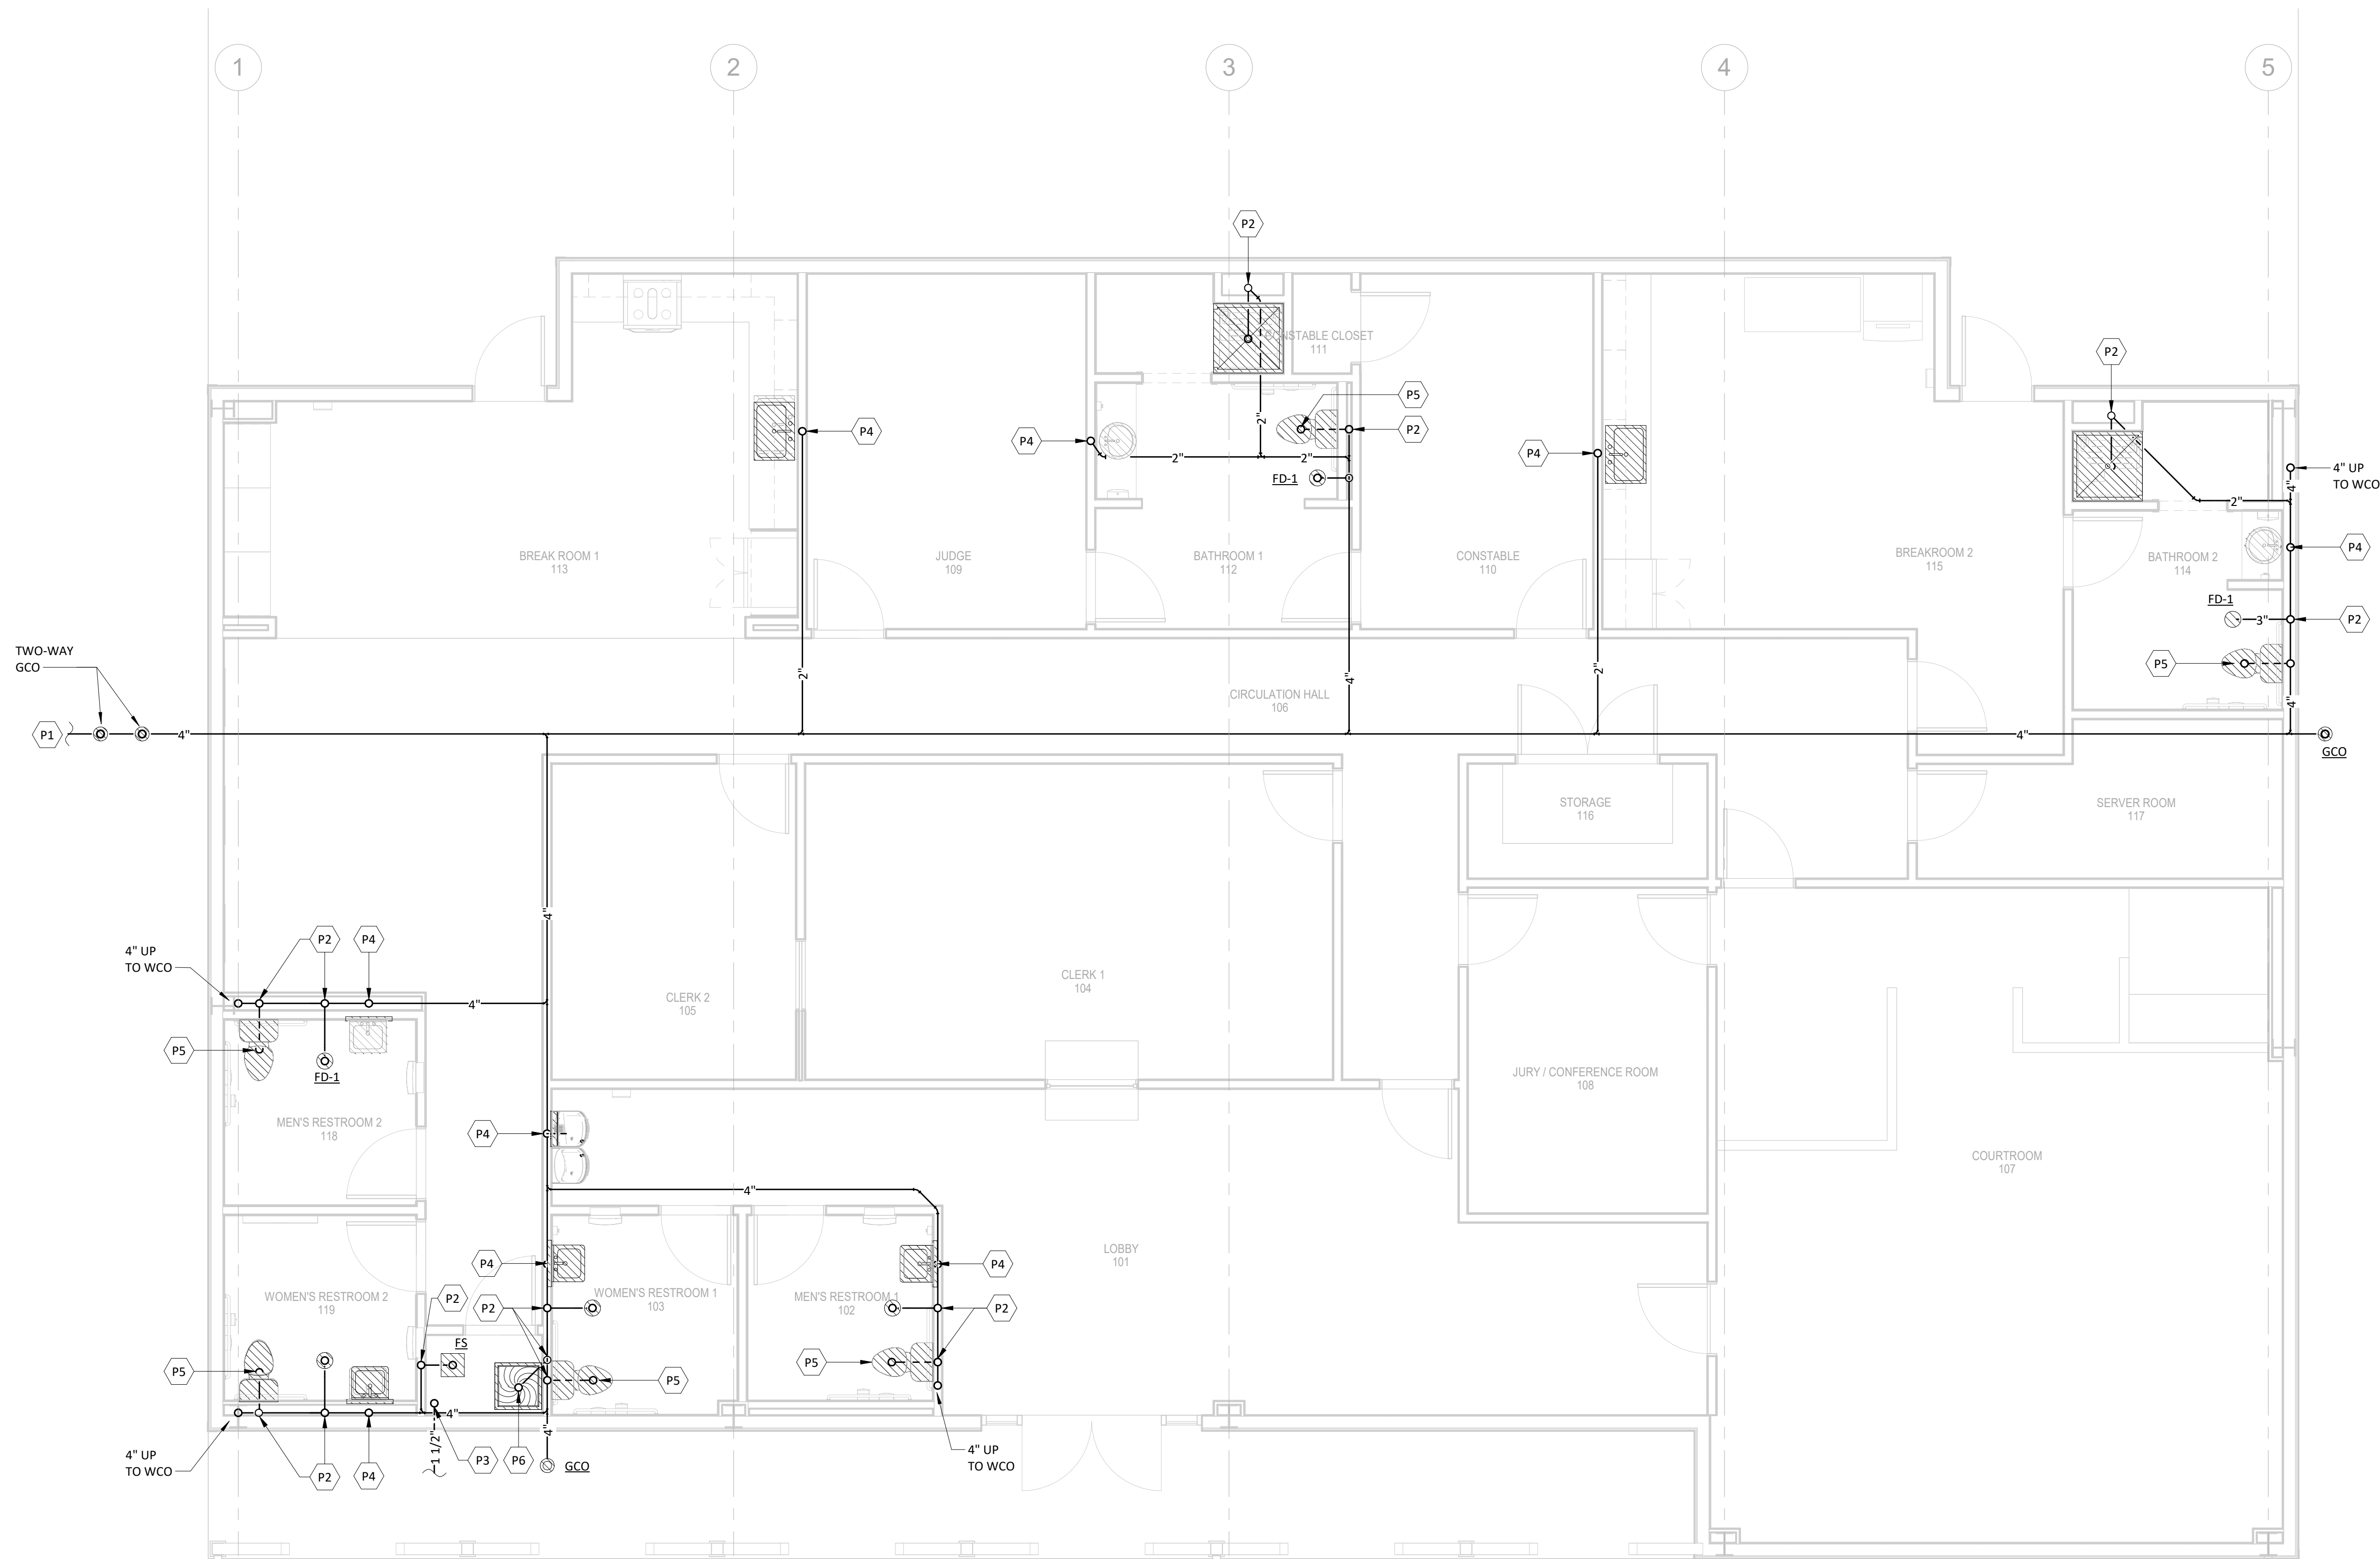 1
2
3
4
5
P2
CONSTABLE CLOSET
111
P2
P5
P4
P4
P2
P4
2"
2"
2"
FD-1
4" UP
TO WCO
4"
2"
BREAK ROOM 1
113
JUDGE
109
BATHROOM 1
112
CONSTABLE
110
BREAKROOM 2
115
BATHROOM 2
114
P4
FD-1
3"
P2
P5
TWO-WAY
GCO
2"
4"
2"
4"
CIRCULATION HALL
106
P1
4"
4"
GCO
STORAGE
116
SERVER ROOM
117
4"
P2
P4
4" UP
TO WCO
4"
CLERK 2
105
CLERK 1
104
P5
FD-1
JURY / CONFERENCE ROOM
108
MEN'S RESTROOM 2
118
P4
COURTROOM
107
4"
LOBBY
101
P4
P4
WOMEN'S RESTROOM 2
119
P2
P2
WOMEN'S RESTROOM 1
103
MEN'S RESTROOM 1
102
P2
FS
P5
P5
P5
4"
4"
1 1/2"
4" UP
TO WCO
P2
P4
P3
P6
GCO
4" UP
TO WCO